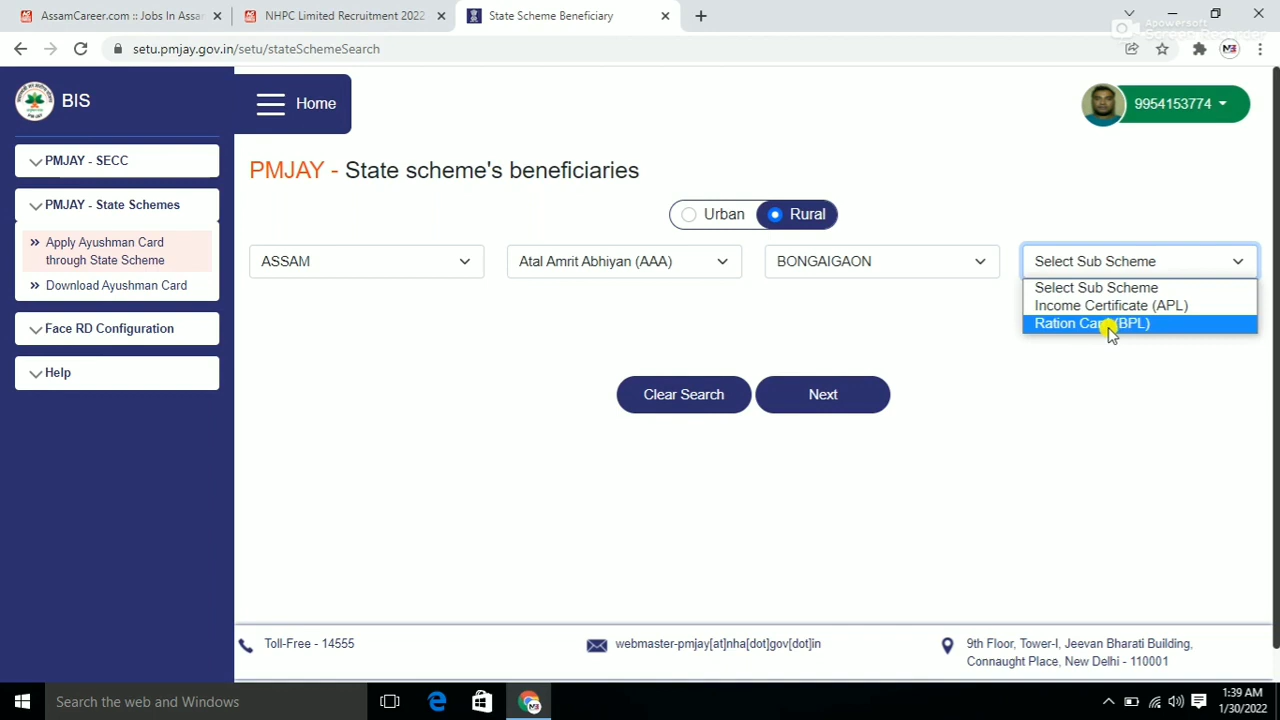 AssamCareer.com :: Jobs In Assa
NHPC Limited Recruitment 2022
State Scheme Beneficiary
Apowersoft
Screen Recorder
setu.pmjay.gov.in/setu/stateSchemeSearch
BIS
Home
9954153774
PMJAY - SECC
PMJAY - State Schemes
Apply Ayushman Card
through State Scheme
Download Ayushman Card
Face RD Configuration
Help
PMJAY - State scheme's beneficiaries
Urban
Rural
ASSAM
Atal Amrit Abhiyan (AAA)
BONGAIGAON
Select Sub Scheme
Select Sub Scheme
Income Certificate (APL)
Ration Card (BPL)
Clear Search
Next
Toll-Free - 14555
webmaster-pmjay[at]nha[dot]gov[dot]in
9th Floor, Tower-I, Jeevan Bharati Building,
Connaught Place, New Delhi - 110001
Search the web and Windows
1:39 AM
1/30/2022